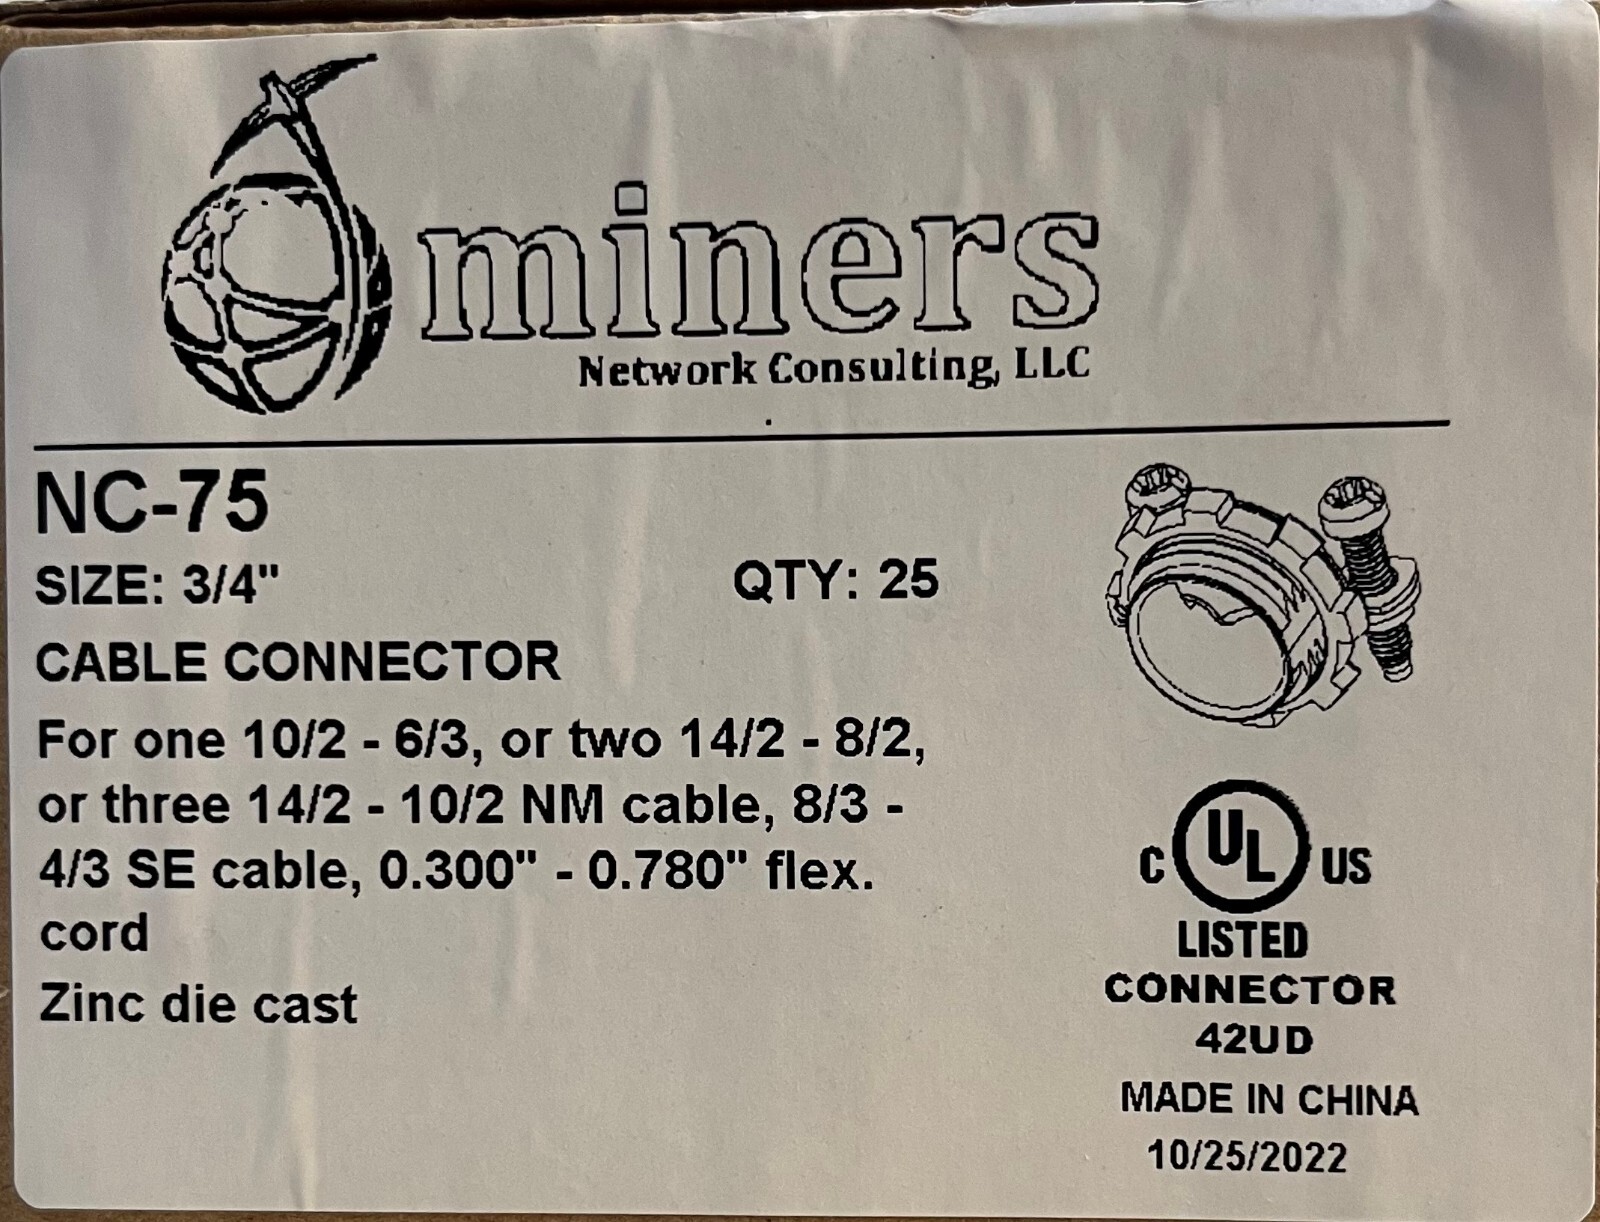 miners
Network Consulting, LLC
NC-75
SIZE: 3/4"
QTY: 25
CABLE CONNECTOR
For one 10/2 - 6/3, or two 14/2 - 8/2,
or three 14/2 - 10/2 NM cable, 8/3 -
4/3 SE cable, 0.300" - 0.780" flex.
cord
Zinc die cast
C UL US
LISTED
CONNECTOR
42UD
MADE IN CHINA
10/25/2022